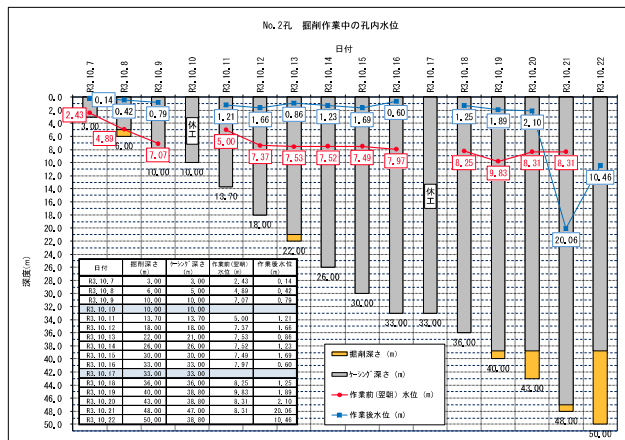 No.2孔 掘削作業中の孔内水位
日付
R3.10.7 R3.10.8 R3.10.9 R3.10.10 R3.10.11 R3.10.12 R3.10.13 R3.10.14 R3.10.15 R3.10.16 R3.10.17 R3.10.18 R3.10.19 R3.10.20 R3.10.21 R3.10.22
深度(m)
0.0
2.0
4.0
6.0
8.0
10.0
12.0
14.0
16.0
18.0
20.0
22.0
24.0
26.0
28.0
30.0
32.0
34.0
36.0
38.0
40.0
42.0
44.0
46.0
48.0
50.0
0.14 0.42 0.79 1.21 1.66 0.86 1.23 1.69 0.60 1.25 1.89 2.10 20.06 10.46
2.43 4.89 7.07 5.00 7.37 7.53 7.52 7.49 7.97 8.25 9.83 8.31 8.31
3.00 6.00 10.00 10.00 13.70 18.00 22.00 26.00 30.00 33.00 33.00 36.00 40.00 43.00 48.00 50.00
休工
休工
日付 掘削深さ(m) ケーシング深さ(m) 作業前(翌朝)水位(m) 作業後水位(m)
R3.10.7 3.00 3.00 2.43 0.14
R3.10.8 6.00 5.00 4.89 0.42
R3.10.9 10.00 10.00 7.07 0.79
R3.10.10 10.00 10.00
R3.10.11 13.70 13.70 5.00 1.21
R3.10.12 18.00 18.00 7.37 1.66
R3.10.13 22.00 21.00 7.53 0.86
R3.10.14 26.00 26.00 7.52 1.23
R3.10.15 30.00 30.00 7.49 1.69
R3.10.16 33.00 33.00 7.97 0.60
R3.10.17 33.00 33.00
R3.10.18 36.00 36.00 8.25 1.25
R3.10.19 40.00 38.80 9.83 1.89
R3.10.20 43.00 38.80 8.31 2.10
R3.10.21 48.00 47.00 8.31 20.06
R3.10.22 50.00 38.80 10.46
掘削深さ (m)
ケーシング深さ (m)
作業前(翌朝) 水位 (m)
作業後水位 (m)